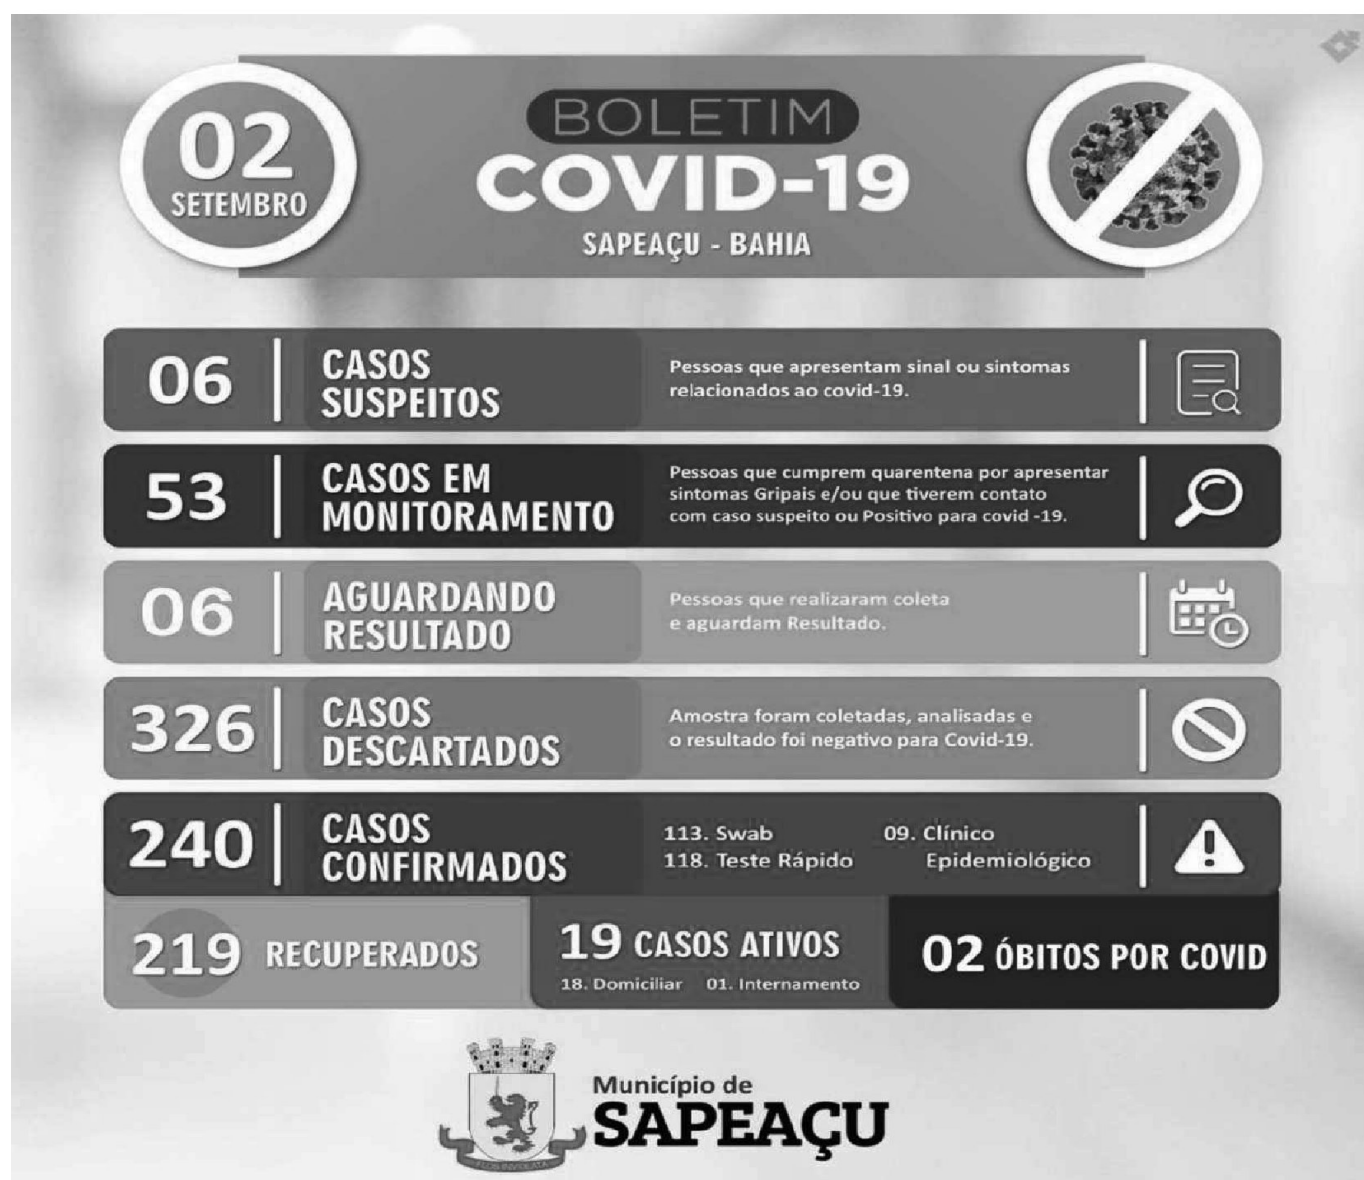 02
SETEMBRO
BOLETIM
COVID-19
SAPEAÇU - BAHIA
06
CASOS
SUSPEITOS
Pessoas que apresentam sinal ou sintomas
relacionados ao covid-19.
53
CASOS EM
MONITORAMENTO
Pessoas que cumprem quarentena por apresentar
sintomas Gripais e/ou que tiverem contato
com caso suspeito ou Positivo para covid -19.
06
AGUARDANDO
RESULTADO
Pessoas que realizaram coleta
e aguardam Resultado.
326
CASOS
DESCARTADOS
Amostra foram coletadas, analisadas e
o resultado foi negativo para Covid-19.
240
CASOS
CONFIRMADOS
113. Swab
118. Teste Rápido
09. Clínico
Epidemiológico
219 RECUPERADOS
19 CASOS ATIVOS
18. Domiciliar 01. Internamento
02 ÓBITOS POR COVID
Município de
SAPEAÇU